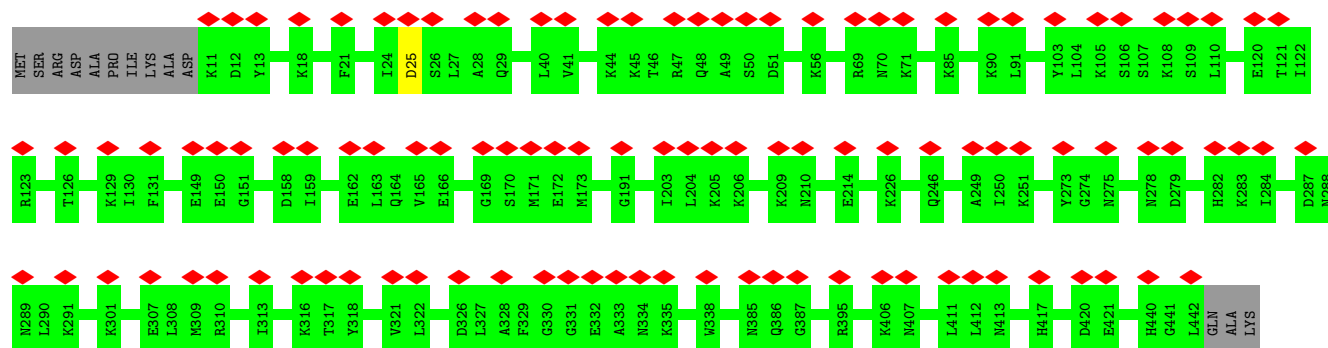 MET SER ARG ASP ALA PRO ILE LYS ALA ASP K11 D12 Y13 K18 F21 I24 D25 S26 L27 A28 Q29 L40 V41 K44 K45 T46 R47 Q48 A49 S50 D51 K56 R69 N70 K71 K85 K90 L91 Y103 L104 K105 S106 S107 K108 S109 L110 E120 T121 I122
R123 T126 K129 I130 F131 E149 E150 G151 D158 I159 E162 L163 Q164 V165 E166 G169 S170 M171 E172 M173 G191 I203 L204 K205 K206 K209 N210 E214 K226 Q246 A249 I250 K251 Y273 G274 N275 N278 D279 H282 K283 I284 D287 N288
N289 L290 K291 K301 E307 L308 M309 R310 I313 K316 T317 Y318 V321 L322 D326 L327 A328 F329 G330 G331 E332 A333 N334 K335 W338 N385 Q386 G387 R395 K406 N407 L411 L412 N413 H417 D420 E421 H440 G441 L442 GLN ALA LYS